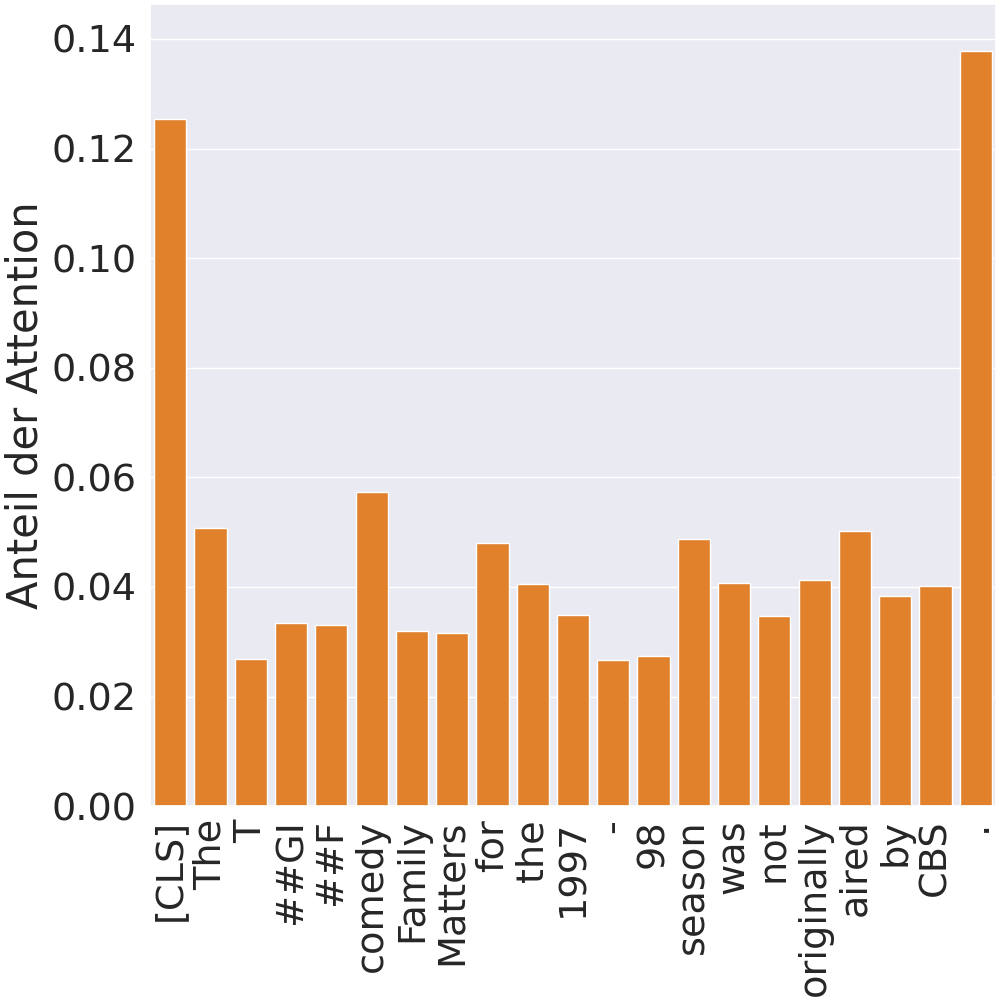 Anteil der Attention
0.14
0.12
0.10
0.08
0.06
0.04
0.02
0.00
[CLS]
The
T
##GI
##F
comedy
Family
Matters
for
the
1997
-
98
season
was
not
originally
aired
by
CBS
.